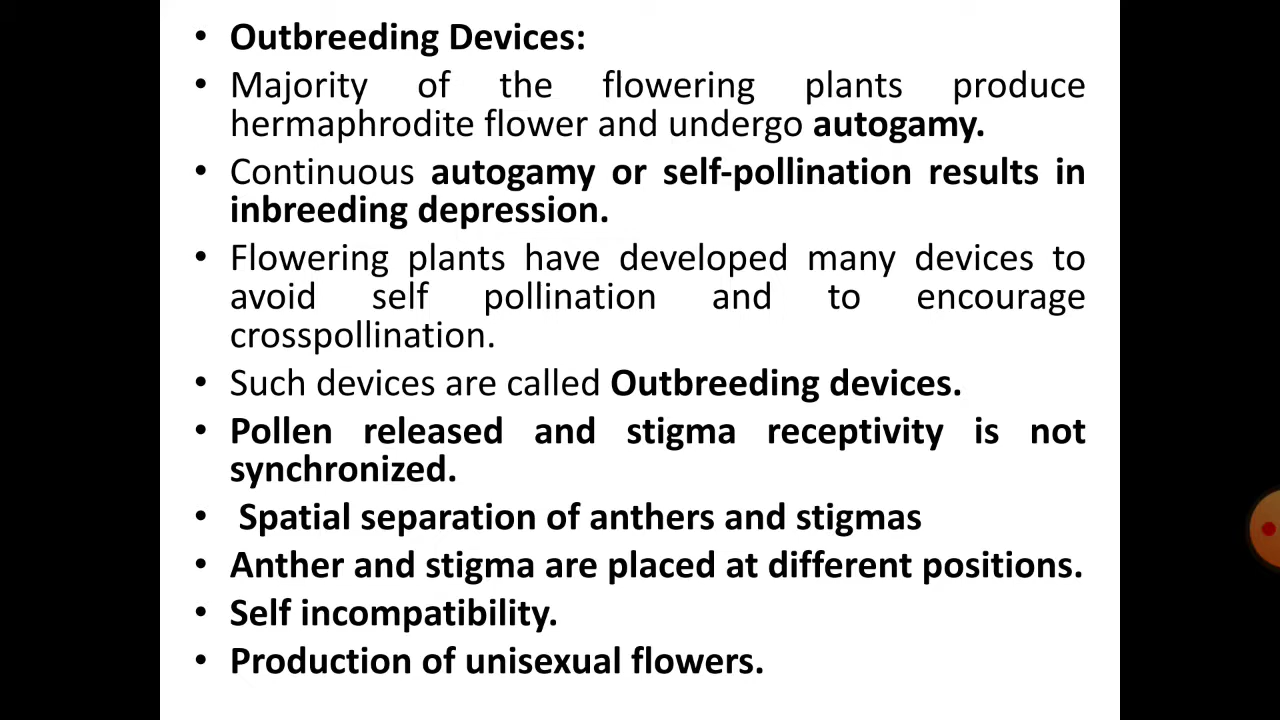 • Outbreeding Devices:
• Majority of the flowering plants produce
hermaphrodite flower and undergo autogamy.
• Continuous autogamy or self-pollination results in
inbreeding depression.
• Flowering plants have developed many devices to
avoid self pollination and to encourage
crosspollination.
• Such devices are called Outbreeding devices.
• Pollen released and stigma receptivity is not
synchronized.
• Spatial separation of anthers and stigmas
• Anther and stigma are placed at different positions.
• Self incompatibility.
• Production of unisexual flowers.